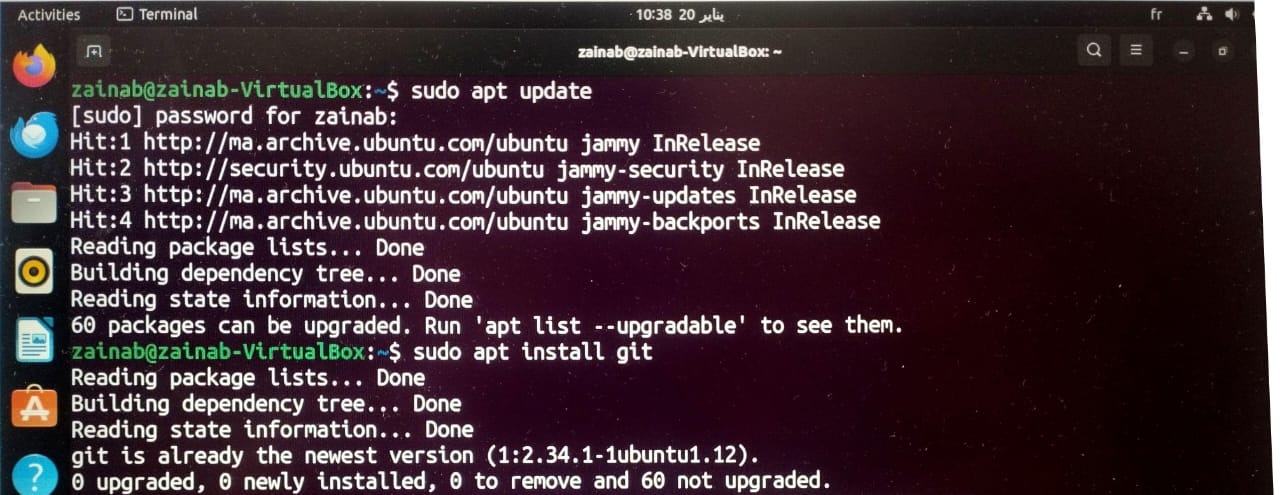 Activities Terminal 10:38 20 يناير fr
zainab@zainab-VirtualBox: ~
zainab@zainab-VirtualBox:~$ sudo apt update
[sudo] password for zainab:
Hit:1 http://ma.archive.ubuntu.com/ubuntu jammy InRelease
Hit:2 http://security.ubuntu.com/ubuntu jammy-security InRelease
Hit:3 http://ma.archive.ubuntu.com/ubuntu jammy-updates InRelease
Hit:4 http://ma.archive.ubuntu.com/ubuntu jammy-backports InRelease
Reading package lists... Done
Building dependency tree... Done
Reading state information... Done
60 packages can be upgraded. Run 'apt list --upgradable' to see them.
zainab@zainab-VirtualBox:~$ sudo apt install git
Reading package lists... Done
Building dependency tree... Done
Reading state information... Done
git is already the newest version (1:2.34.1-1ubuntu1.12).
0 upgraded, 0 newly installed, 0 to remove and 60 not upgraded.